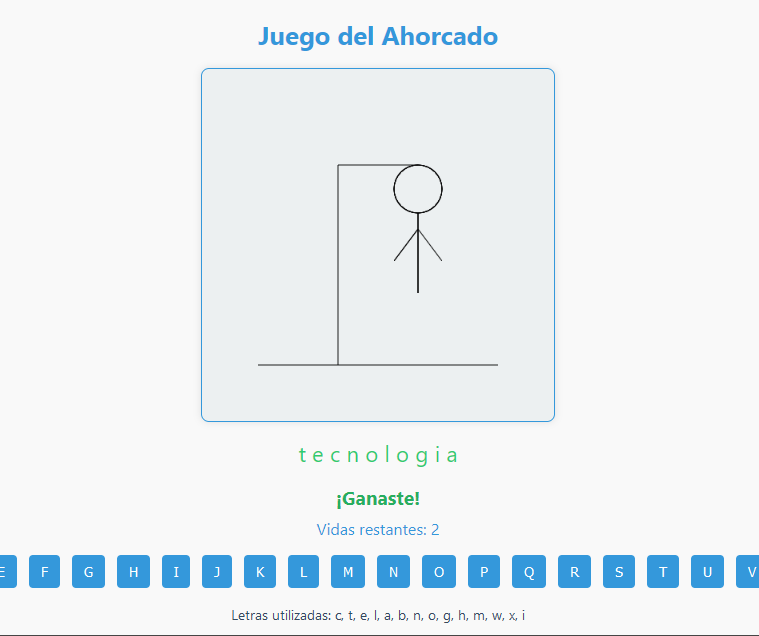 Juego del Ahorcado
t e c n o l o g i a
¡Ganaste!
Vidas restantes: 2
E F G H I J K L M N O P Q R S T U V
Letras utilizadas: c, t, e, l, a, b, n, o, g, h, m, w, x, i